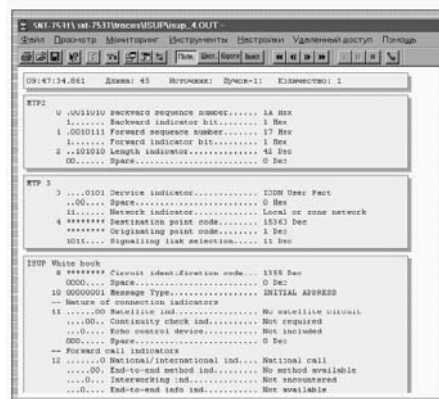 SNT-7531\\snt-7531\traces\ISUP\isup_4.OUT -
Файл Просмотр Мониторинг Инструменты Настройки Удаленный доступ Помощь
09:47:34.861 Длина: 45 Источник: Пучок-1: Количество: 1
MTP2
0 .0011010 Backward sequence number...... 1A Hex
1....... Backward indicator bit........ 1 Hex
1 .0010111 Forward sequence number....... 17 Hex
1....... Forward indicator bit......... 1 Hex
2 ..101010 Length indicator.............. 42 Dec
00...... Spare......................... 0 Dec
MTP 3
3 ....0101 Service indicator............. ISDN User Part
..00.... Spare......................... 0 Hex
11...... Network indicator............. Local or zone network
4 ******** Destination point code........ 15363 Dec
******** Originating point code........ 1 Dec
1011.... Signalling link selection..... 11 Dec
ISUP White book
8 ******** Circuit identification code... 1355 Dec
0000.... Spare......................... 0 Dec
10 00000001 Message Type.................. INITIAL ADDRESS
-- Nature of connection indicators
11 ......00 Satellite ind................. No satellite circuit
....00.. Continuity check ind.......... Not required
...0.... Echo control device........... Not included
000..... Spare......................... 0 Dec
-- Forward call indicators
12 .......0 National/international ind.... National call
.....00. End-to-end method ind......... No method available
....0... Interworking ind.............. Not encountered
...0.... End-to-end info ind........... Not available